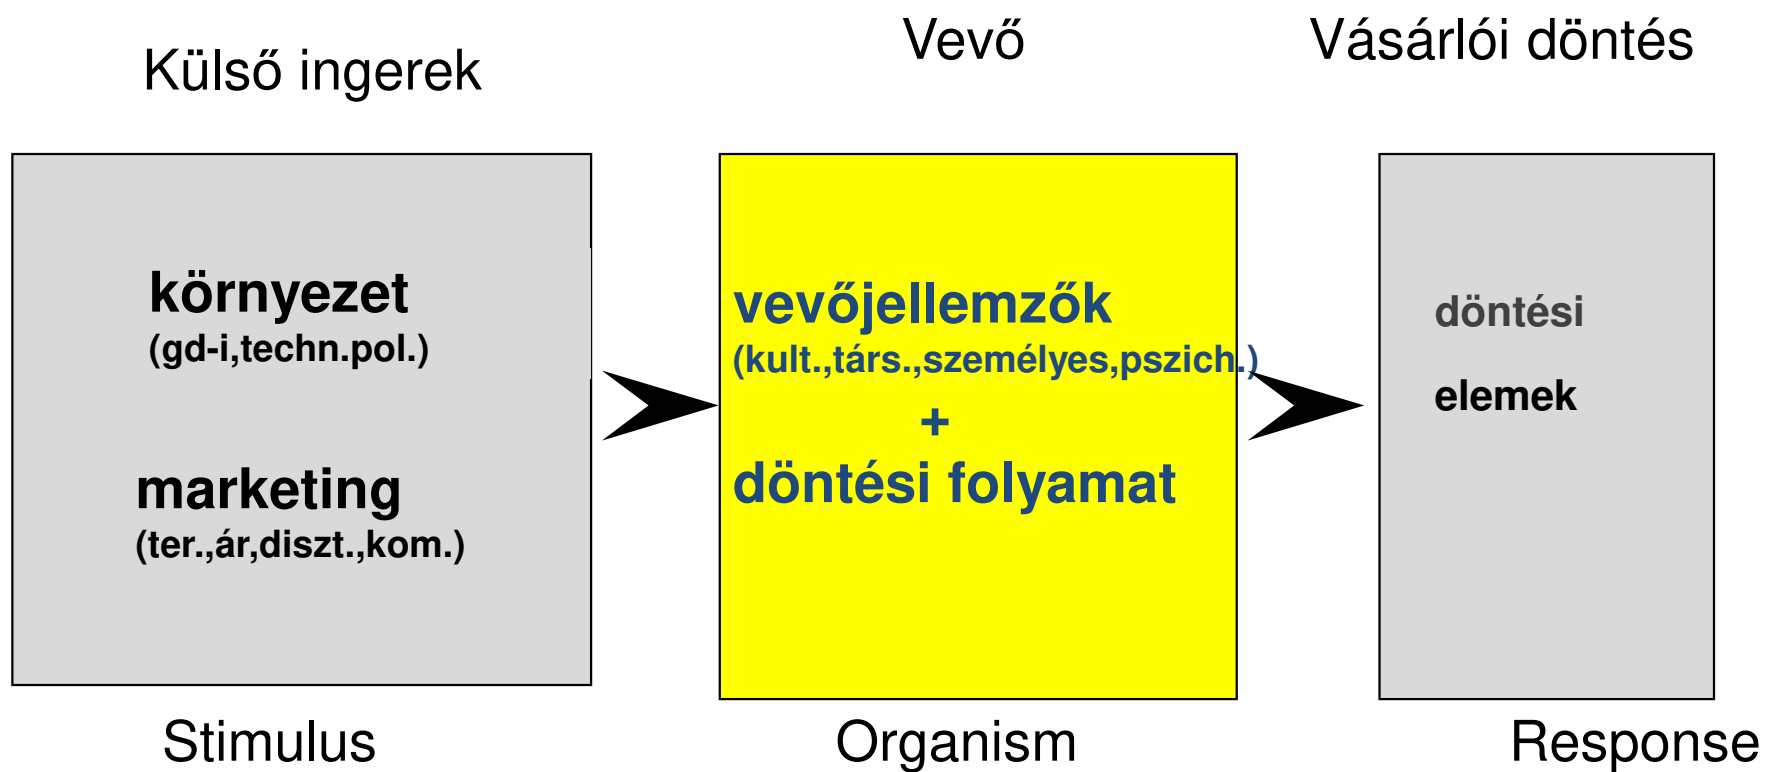 Külső ingerek
Vevő
Vásárlói döntés
környezet
(gd-i,techn.pol.)
marketing
(ter.,ár,diszt.,kom.)
vevőjellemzők
(kult.,társ.,személyes,pszich.)
+
döntési folyamat
döntési
elemek
Stimulus
Organism
Response